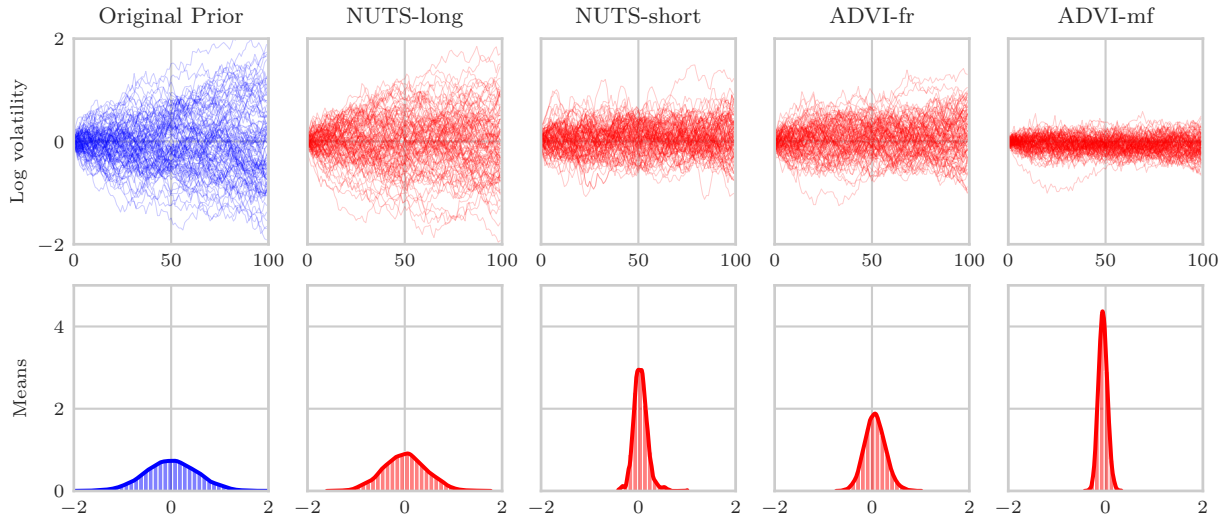 Original Prior NUTS-long NUTS-short ADVI-fr ADVI-mf
Log volatility
2
0
−2
0 50 100 0 50 100 0 50 100 0 50 100 0 50 100
Means
4
2
0
−2 0 2 −2 0 2 −2 0 2 −2 0 2 −2 0 2